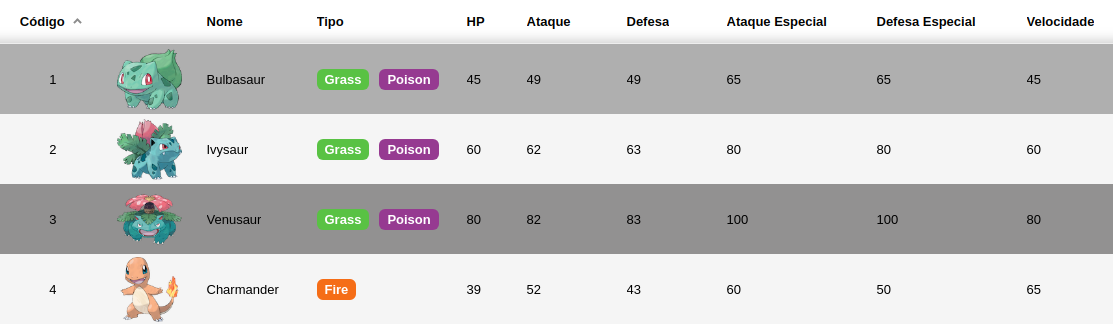 Código Nome Tipo HP Ataque Defesa Ataque Especial Defesa Especial Velocidade
1 Bulbasaur Grass Poison 45 49 49 65 65 45
2 Ivysaur Grass Poison 60 62 63 80 80 60
3 Venusaur Grass Poison 80 82 83 100 100 80
4 Charmander Fire 39 52 43 60 50 65